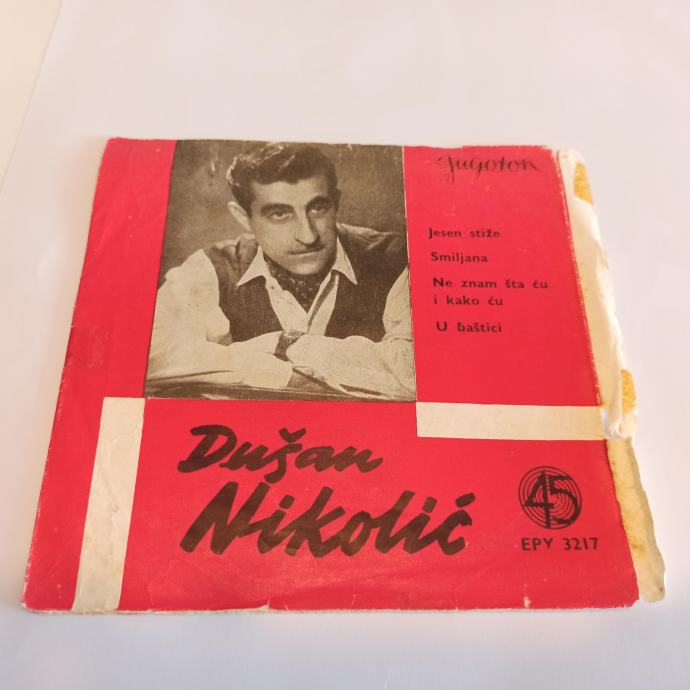 Jugoton
Jesen stiže
Smiljana
Ne znam šta ću
i kako ću
U baštici
Dušan
Nikolić
45
EPY 3217